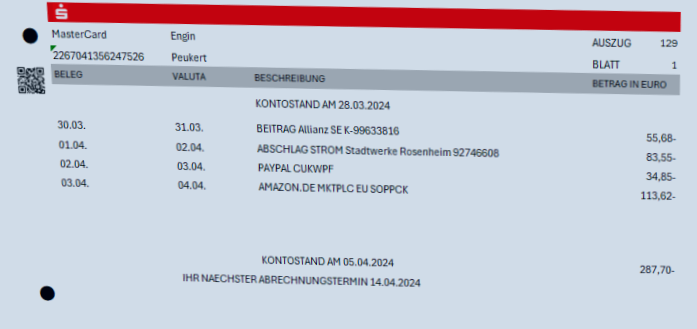 MasterCard Engin AUSZUG 129
2267041356247526 Peukert BLATT 1
BELEG VALUTA BESCHREIBUNG BETRAG IN EURO
KONTOSTAND AM 28.03.2024
30.03. 31.03. BEITRAG Allianz SE K-99633816 55,68-
01.04. 02.04. ABSCHLAG STROM Stadtwerke Rosenheim 92746608 83,55-
02.04. 03.04. PAYPAL CUKWPF 34,85-
03.04. 04.04. AMAZON.DE MKTPLC EU SOPPCK 113,62-
KONTOSTAND AM 05.04.2024 287,70-
IHR NAECHSTER ABRECHNUNGSTERMIN 14.04.2024